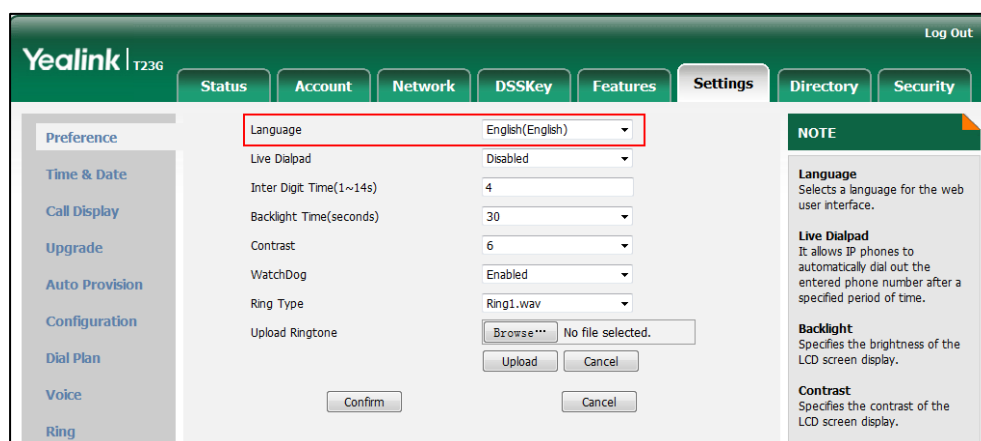 Log Out
Yealink T23G
Status Account Network DSSKey Features Settings Directory Security
Preference
Time & Date
Call Display
Upgrade
Auto Provision
Configuration
Dial Plan
Voice
Ring
Language English(English)
Live Dialpad Disabled
Inter Digit Time(1~14s) 4
Backlight Time(seconds) 30
Contrast 6
WatchDog Enabled
Ring Type Ring1.wav
Upload Ringtone Browse… No file selected.
Upload Cancel
Confirm Cancel
NOTE
Language
Selects a language for the web
user interface.
Live Dialpad
It allows IP phones to
automatically dial out the
entered phone number after a
specified period of time.
Backlight
Specifies the brightness of the
LCD screen display.
Contrast
Specifies the contrast of the
LCD screen display.